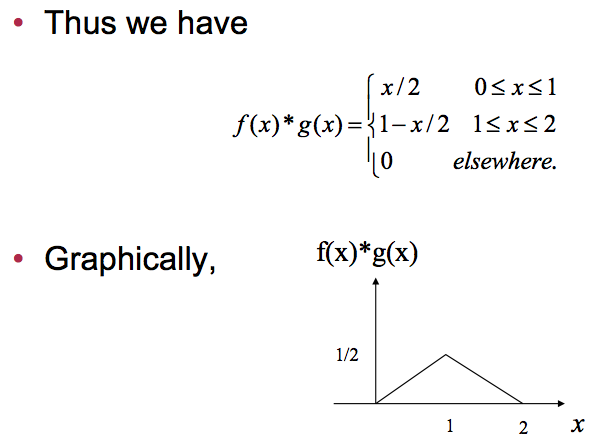 • Thus we have
x/2 0≤x≤1
f(x)*g(x)={1−x/2 1≤x≤2
0 elsewhere.
• Graphically,
f(x)*g(x)
1/2
1 2 x